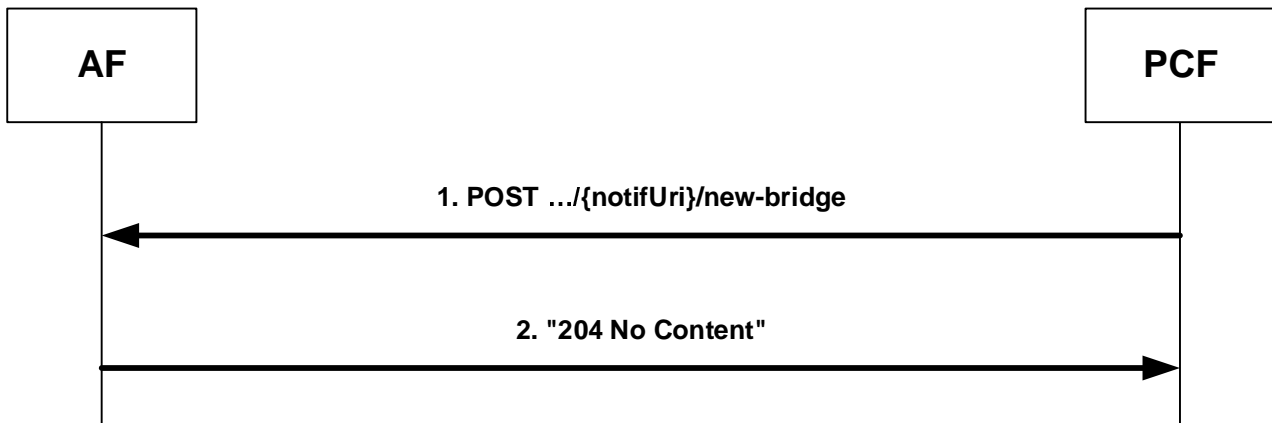 AF
PCF
1. POST …/{notifUri}/new-bridge
2. "204 No Content"